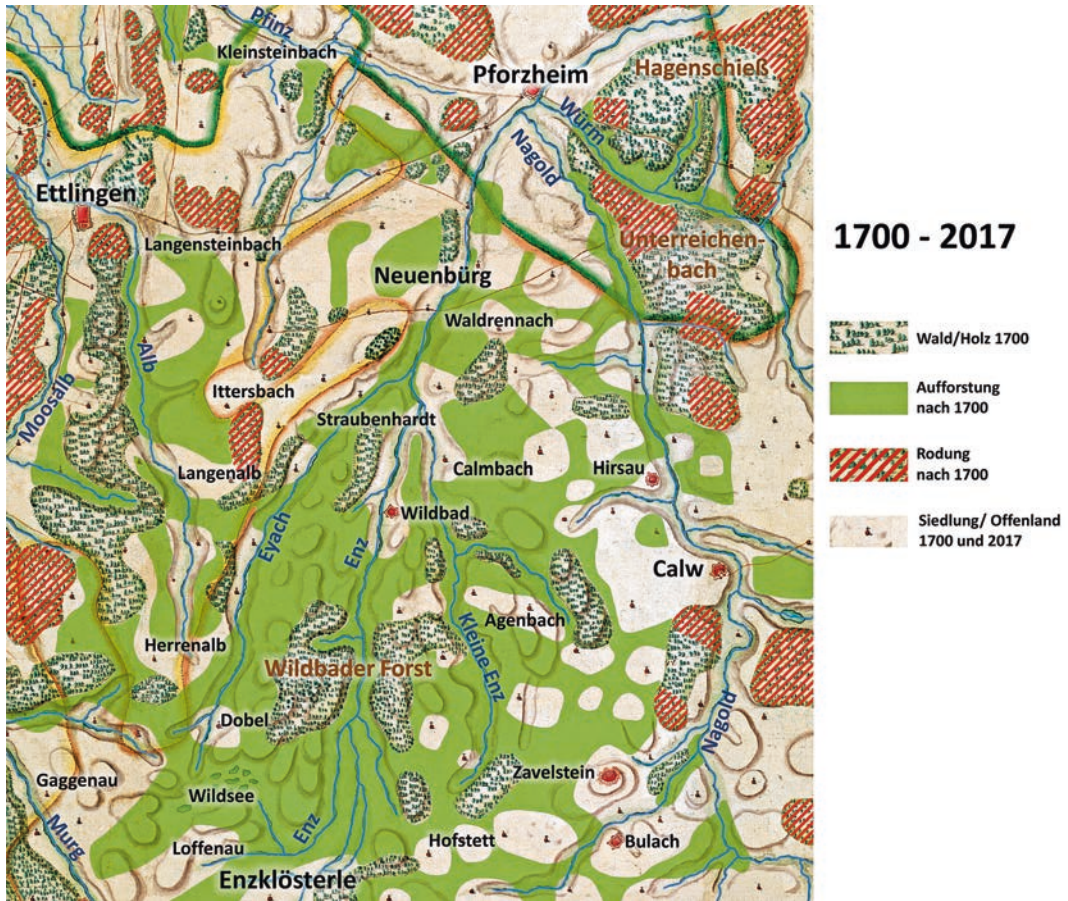 Pfinz
Kleinsteinbach
Pforzheim
Hagenschieß
Würm
Nagold
Ettlingen
Langensteinbach
Unterreichen-
bach
Neuenbürg
Waldrennach
Alb
Moosalb
Ittersbach
Straubenhardt
Langenalb
Calmbach
Hirsau
Wildbad
Eyach
Enz
Calw
Kleine Enz
Agenbach
Herrenalb
Wildbader Forst
Dobel
Nagold
Gaggenau
Zavelstein
Wildsee
Murg
Enz
Loffenau
Hofstett
Bulach
Enzklösterle
1700 - 2017
Wald/Holz 1700
Aufforstung
nach 1700
Rodung
nach 1700
Siedlung/ Offenland
1700 und 2017